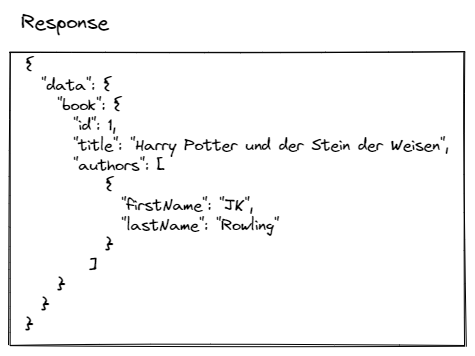 Response
{
"data": {
"book": {
"id": 1,
"title": "Harry Potter und der Stein der Weisen",
"authors": [
{
"firstName": "JK",
"lastName": "Rowling"
}
]
}
}
}